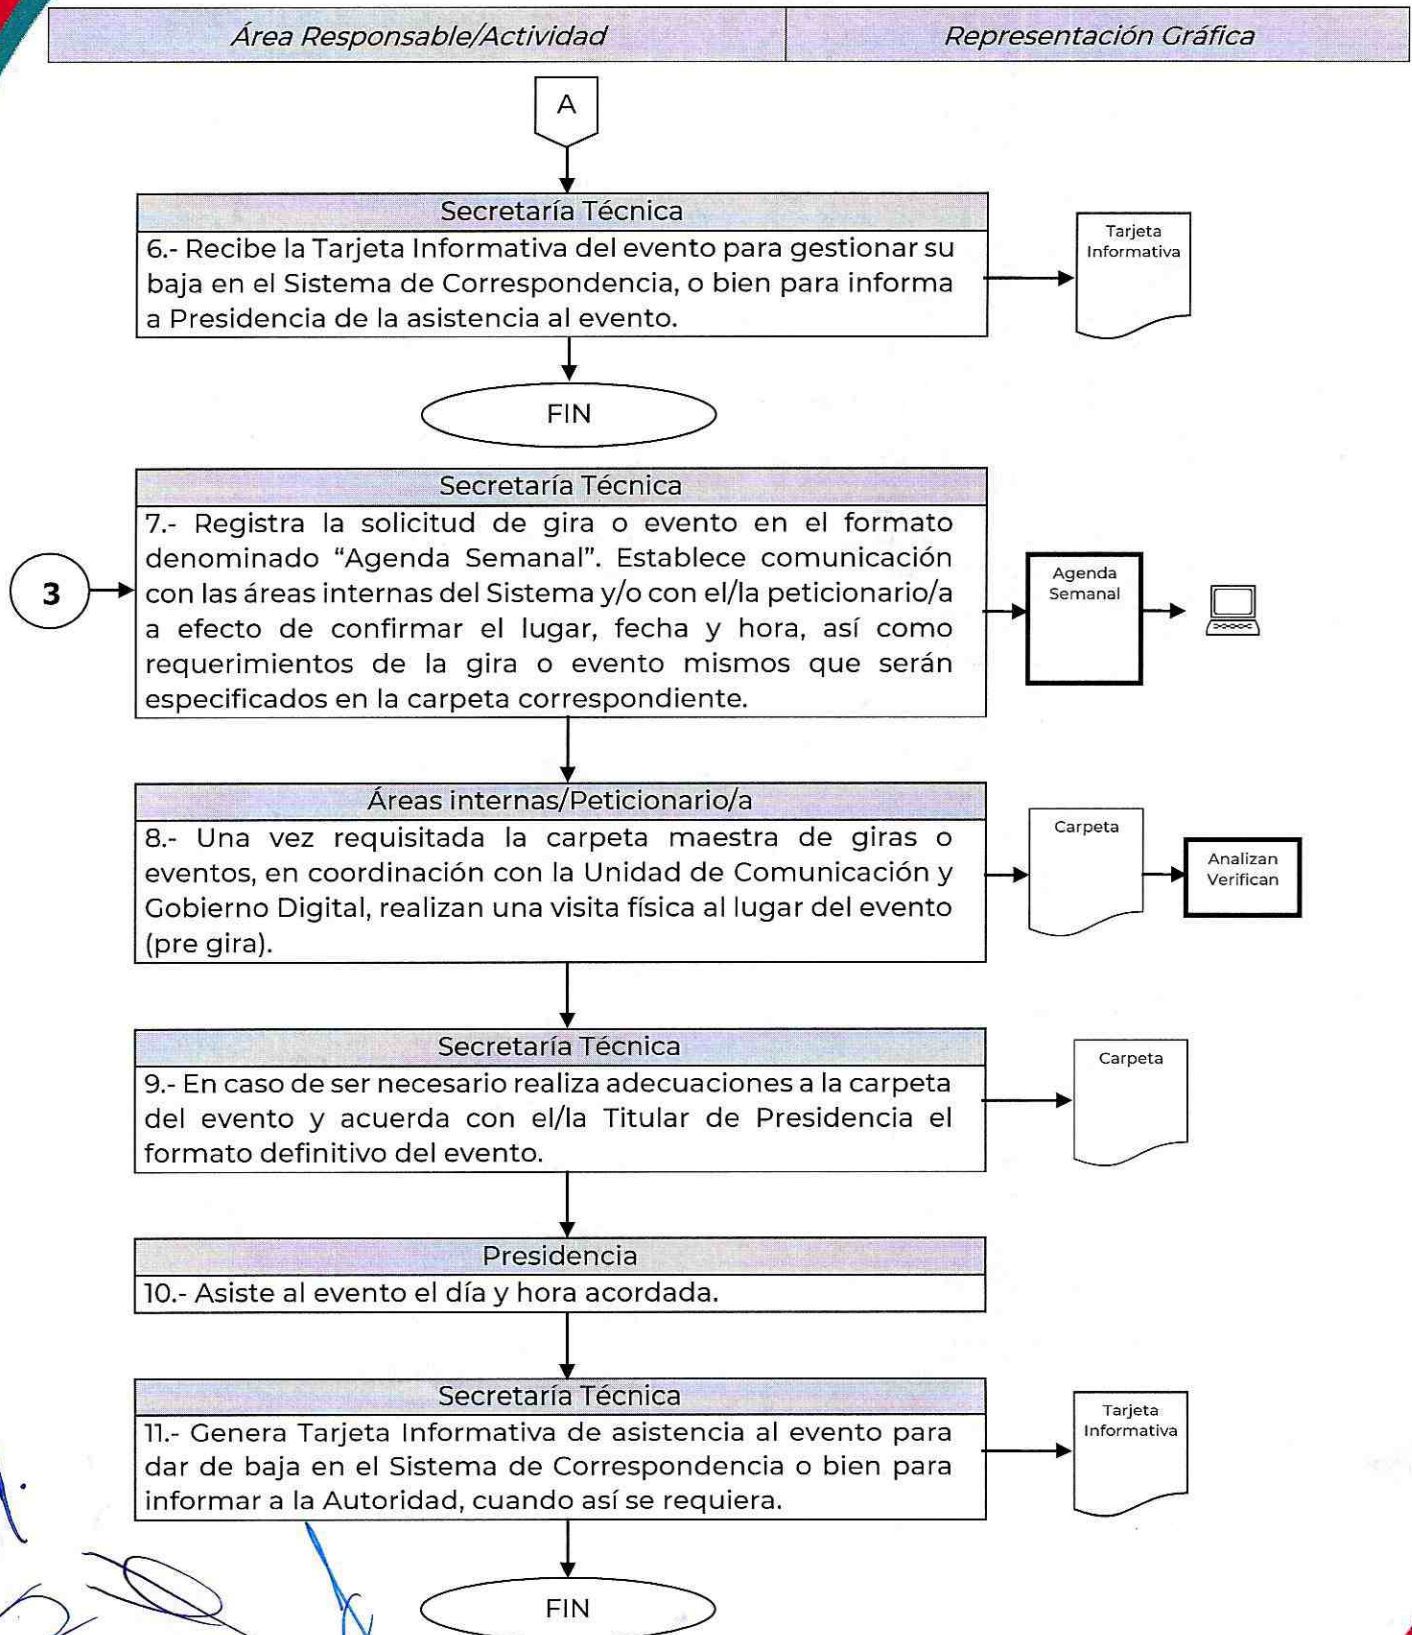 Área Responsable/Actividad
Representación Gráfica
A
Secretaría Técnica
6.- Recibe la Tarjeta Informativa del evento para gestionar su
baja en el Sistema de Correspondencia, o bien para informa
a Presidencia de la asistencia al evento.
Tarjeta
Informativa
FIN
Secretaría Técnica
7.- Registra la solicitud de gira o evento en el formato
denominado “Agenda Semanal”. Establece comunicación
con las áreas internas del Sistema y/o con el/la peticionario/a
a efecto de confirmar el lugar, fecha y hora, así como
requerimientos de la gira o evento mismos que serán
especificados en la carpeta correspondiente.
3
Agenda
Semanal
Áreas internas/Peticionario/a
8.- Una vez requisitada la carpeta maestra de giras o
eventos, en coordinación con la Unidad de Comunicación y
Gobierno Digital, realizan una visita física al lugar del evento
(pre gira).
Carpeta
Analizan
Verifican
Secretaría Técnica
9.- En caso de ser necesario realiza adecuaciones a la carpeta
del evento y acuerda con el/la Titular de Presidencia el
formato definitivo del evento.
Carpeta
Presidencia
10.- Asiste al evento el día y hora acordada.
Secretaría Técnica
11.- Genera Tarjeta Informativa de asistencia al evento para
dar de baja en el Sistema de Correspondencia o bien para
informar a la Autoridad, cuando así se requiera.
Tarjeta
Informativa
FIN